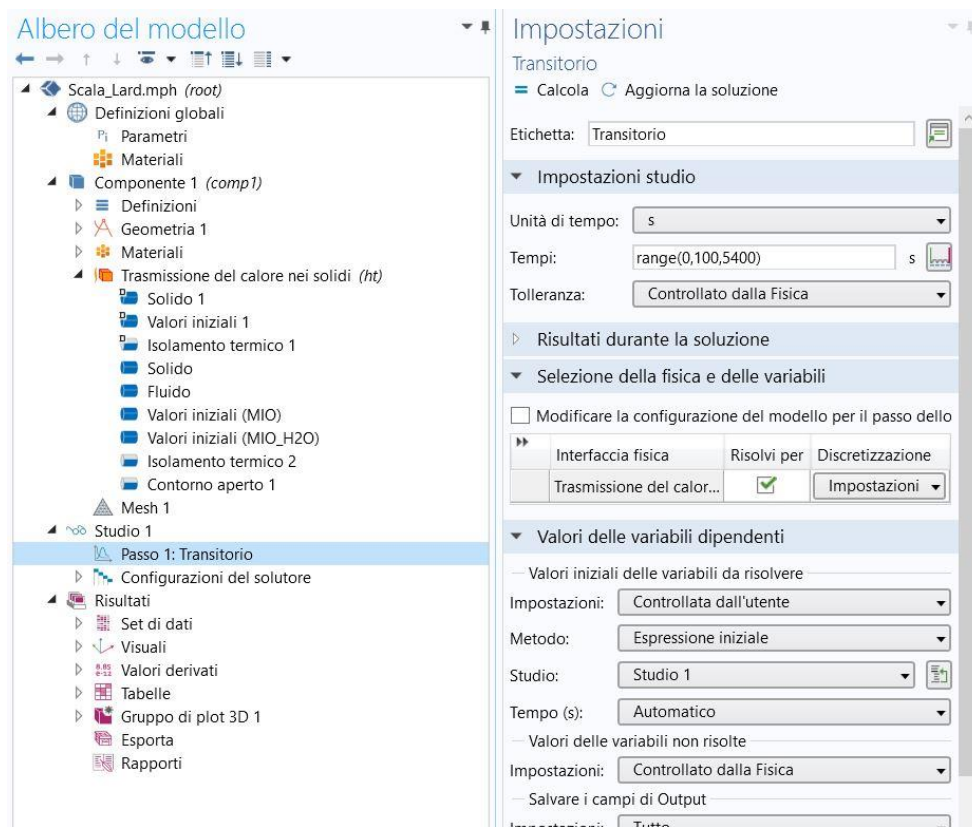 Albero del modello
Scala_Lard.mph (root)
Definizioni globali
Pi Parametri
Materiali
Componente 1 (comp1)
Definizioni
Geometria 1
Materiali
Trasmissione del calore nei solidi (ht)
Solido 1
Valori iniziali 1
Isolamento termico 1
Solido
Fluido
Valori iniziali (MIO)
Valori iniziali (MIO_H2O)
Isolamento termico 2
Contorno aperto 1
Mesh 1
Studio 1
Passo 1: Transitorio
Configurazioni del solutore
Risultati
Set di dati
Visuali
Valori derivati
Tabelle
Gruppo di plot 3D 1
Esporta
Rapporti
Impostazioni
Transitorio
= Calcola Aggiorna la soluzione
Etichetta: Transitorio
Impostazioni studio
Unità di tempo: s
Tempi: range(0,100,5400) s
Tolleranza: Controllato dalla Fisica
Risultati durante la soluzione
Selezione della fisica e delle variabili
Modificare la configurazione del modello per il passo dello
Interfaccia fisica Risolvi per Discretizzazione
Trasmissione del calor... Impostazioni
Valori delle variabili dipendenti
Valori iniziali delle variabili da risolvere
Impostazioni: Controllata dall'utente
Metodo: Espressione iniziale
Studio: Studio 1
Tempo (s): Automatico
Valori delle variabili non risolte
Impostazioni: Controllato dalla Fisica
Salvare i campi di Output
Impostazioni: Tutto